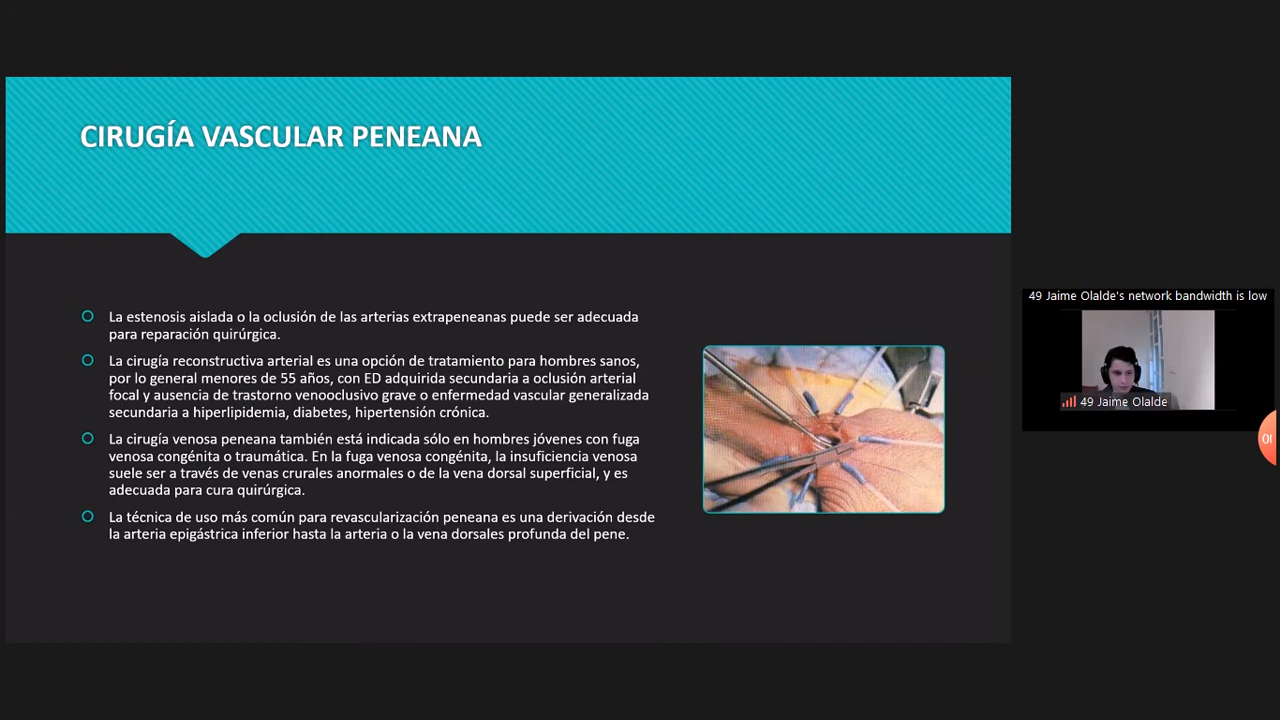 CIRUGÍA VASCULAR PENEANA
La estenosis aislada o la oclusión de las arterias extrapeneanas puede ser adecuada
para reparación quirúrgica.
La cirugía reconstructiva arterial es una opción de tratamiento para hombres sanos,
por lo general menores de 55 años, con ED adquirida secundaria a oclusión arterial
focal y ausencia de trastorno venooclusivo grave o enfermedad vascular generalizada
secundaria a hiperlipidemia, diabetes, hipertensión crónica.
La cirugía venosa peneana también está indicada sólo en hombres jóvenes con fuga
venosa congénita o traumática. En la fuga venosa congénita, la insuficiencia venosa
suele ser a través de venas crurales anormales o de la vena dorsal superficial, y es
adecuada para cura quirúrgica.
La técnica de uso más común para revascularización peneana es una derivación desde
la arteria epigástrica inferior hasta la arteria o la vena dorsales profunda del pene.
49 Jaime Olalde's network bandwidth is low
49 Jaime Olalde